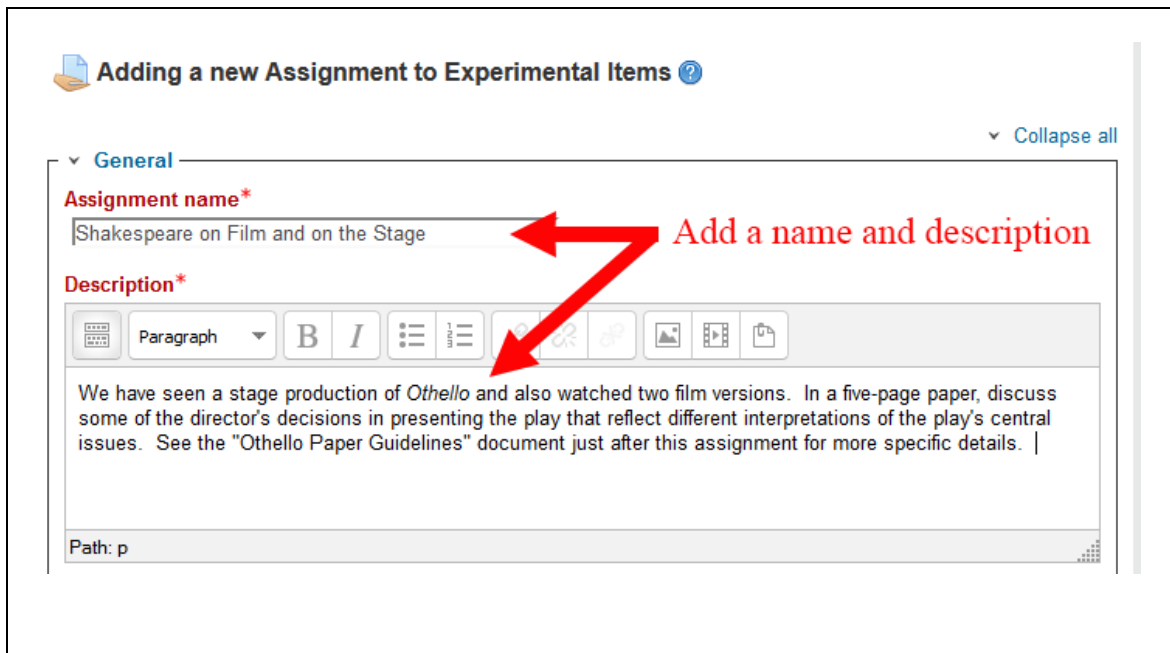 Adding a new Assignment to Experimental Items
Collapse all
General
Assignment name*
Shakespeare on Film and on the Stage
Add a name and description
Description*
Paragraph
B I
We have seen a stage production of Othello and also watched two film versions.  In a five-page paper, discuss
some of the director's decisions in presenting the play that reflect different interpretations of the play's central
issues.  See the "Othello Paper Guidelines" document just after this assignment for more specific details.
Path: p